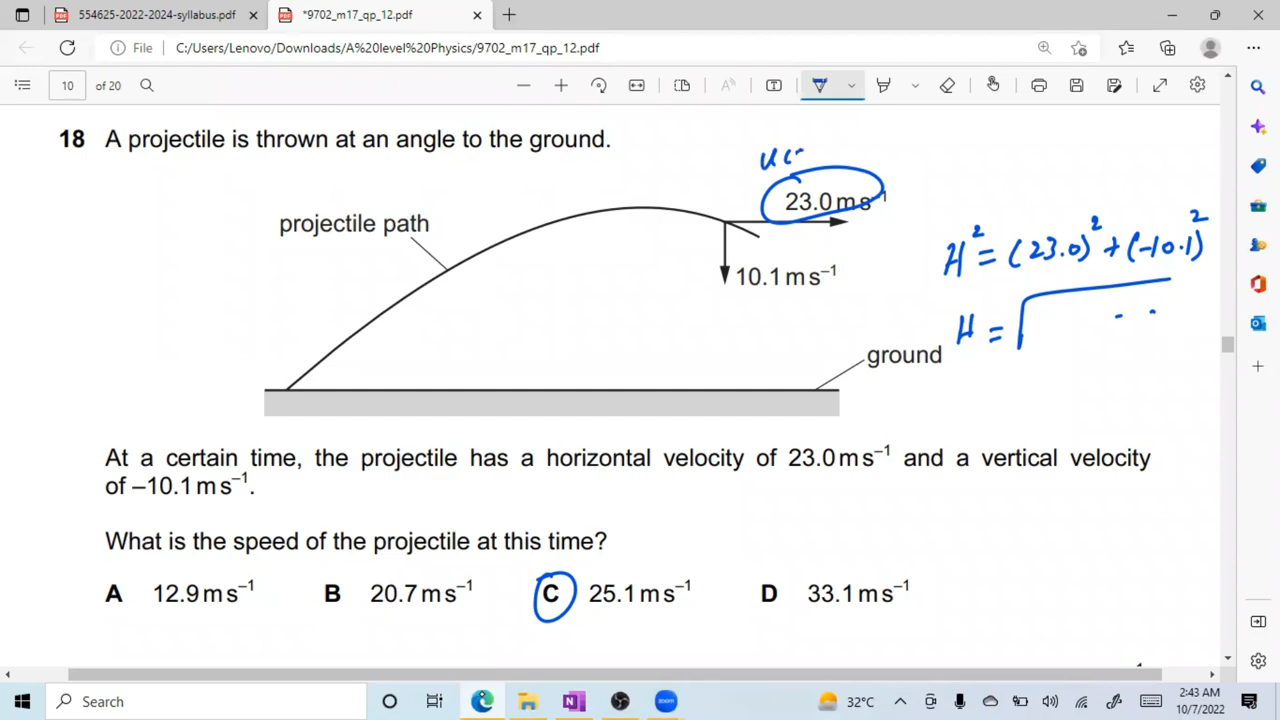 554625-2022-2024-syllabus.pdf
*9702_m17_qp_12.pdf
File C:/Users/Lenovo/Downloads/A%20level%20Physics/9702_m17_qp_12.pdf
10 of 20
18 A projectile is thrown at an angle to the ground.
23.0 m s⁻¹
projectile path
10.1 m s⁻¹
H² = (23.0)² + (-10.1)²
H = √
ground
At a certain time, the projectile has a horizontal velocity of 23.0 m s⁻¹ and a vertical velocity
of –10.1 m s⁻¹.
What is the speed of the projectile at this time?
A 12.9 m s⁻¹ B 20.7 m s⁻¹ C 25.1 m s⁻¹ D 33.1 m s⁻¹
Search
zoom
32°C
2:43 AM
10/7/2022